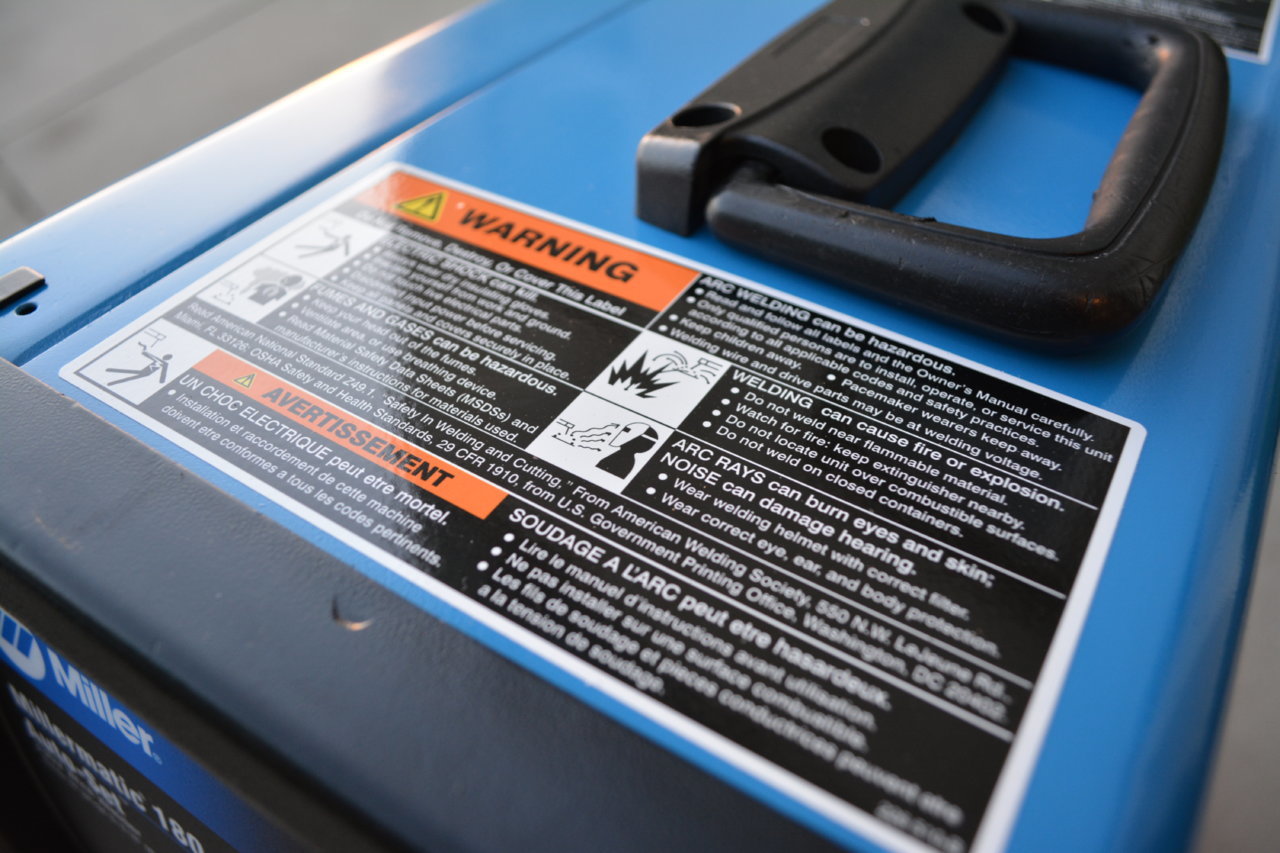 WARNING
Do Not Remove, Destroy, Or Cover This Label
ELECTRIC SHOCK can kill.
power before servicing.
and covers securely in place.
FUMES AND GASES can be hazardous.
• Keep your head out of the fumes.
• Ventilate area, or use breathing device.
• Read Material Safety Data Sheets (MSDSs) and
manufacturer's instructions for materials used.
ARC WELDING can be hazardous.
• Read and follow all labels and the Owner's Manual carefully.
• Only qualified persons are to install, operate, or service this unit
according to all applicable codes and safety practices.
• Keep children away. • Pacemaker wearers keep away.
• Welding wire and drive parts may be at welding voltage.
WELDING can cause fire or explosion.
• Do not weld near flammable material.
• Watch for fire: keep extinguisher nearby.
• Do not locate unit over combustible surfaces.
• Do not weld on closed containers.
ARC RAYS can burn eyes and skin;
NOISE can damage hearing.
• Wear welding helmet with correct filter.
• Wear correct eye, ear, and body protection.
Read American National Standard Z49.1, "Safety In Welding and Cutting," From American Welding Society, 550 N.W. LeJeune Rd.,
Miami, FL 33126; OSHA Safety and Health Standards, 29 CFR 1910, from U.S. Government Printing Office, Washington, DC 20402.
AVERTISSEMENT
UN CHOC ELECTRIQUE peut etre mortel.
• Installation et raccordement de cette machine
doivent etre conformes a tous les codes pertinents.
SOUDAGE A L'ARC peut etre hasardeux.
• Lire le manuel d'instructions avant utilisation.
• Ne pas installer sur une surface combustible.
• Les fils de soudage et pieces conductrices peuvent etre
a la tension de soudage.
Miller®
Millermatic 180
Auto-Set